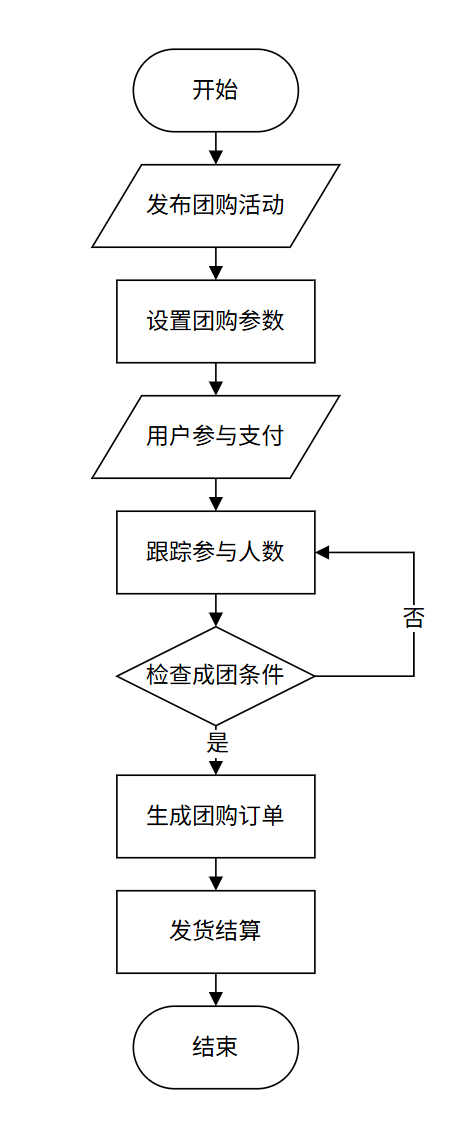 开始
发布团购活动
设置团购参数
用户参与支付
跟踪参与人数
否
检查成团条件
是
生成团购订单
发货结算
结束